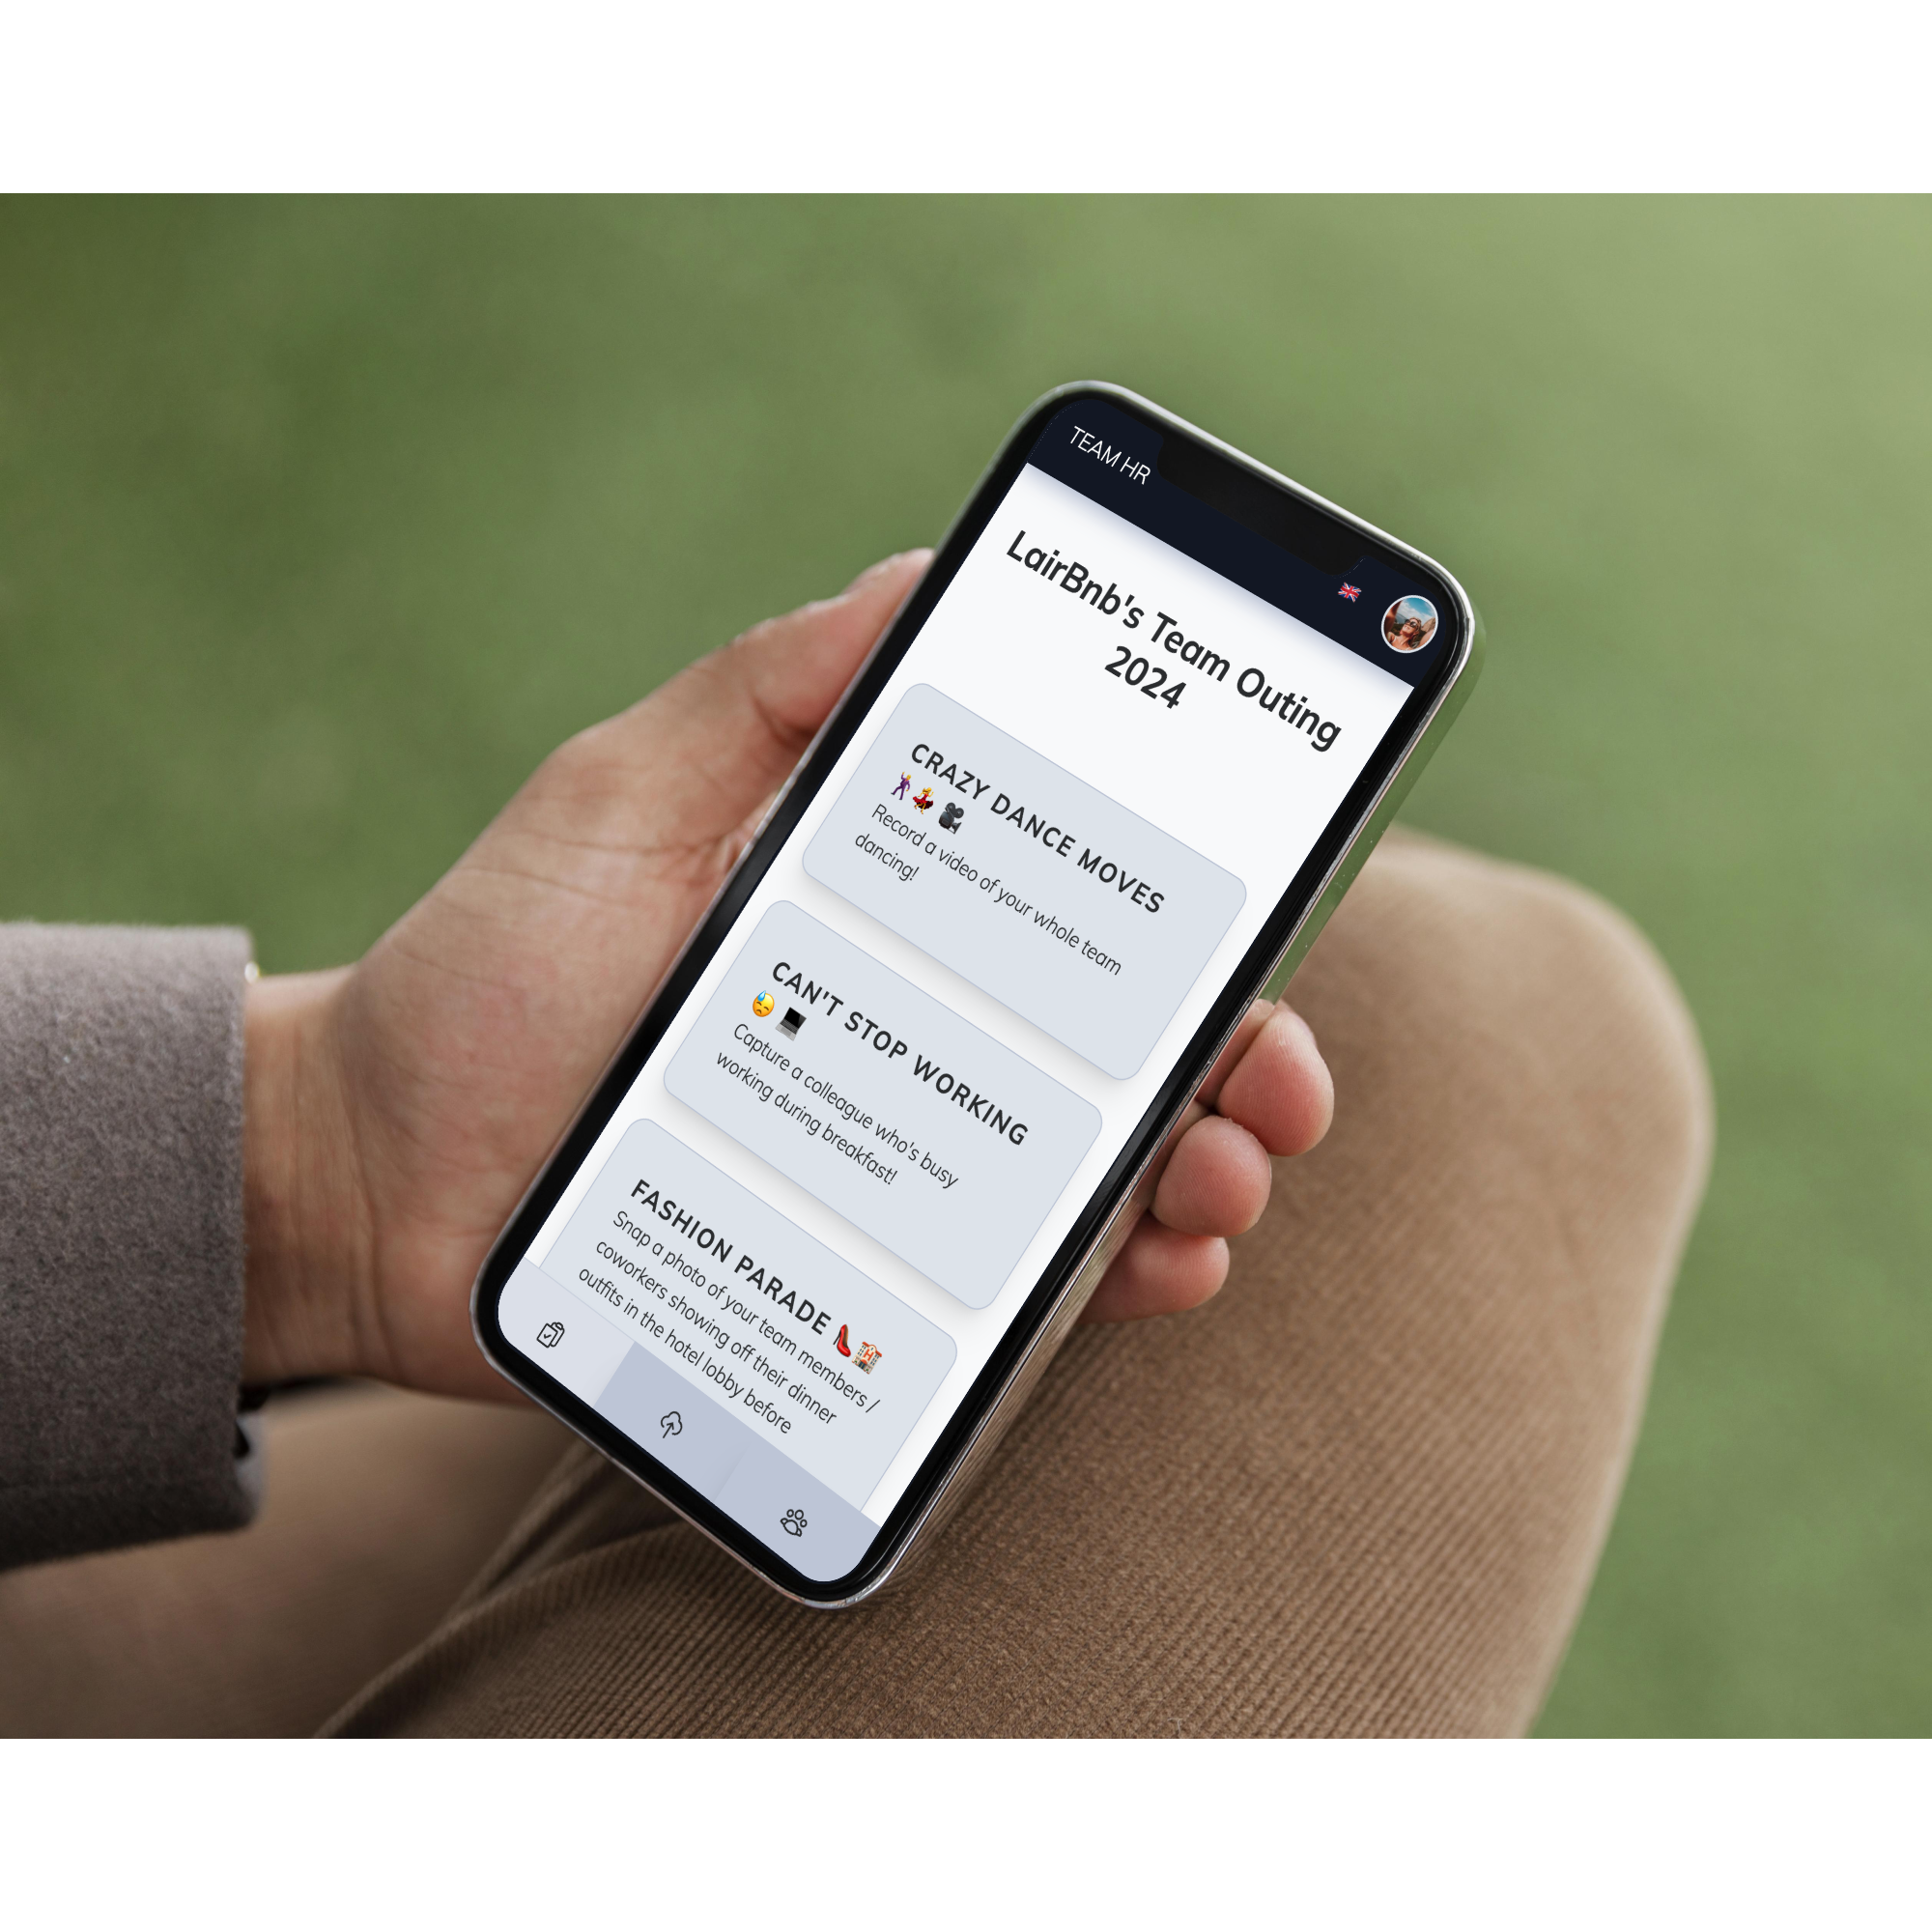 TEAM HR
LairBnb's Team Outing
2024
CRAZY DANCE MOVES
🕺💃🎥
Record a video of your whole team
dancing!
CAN'T STOP WORKING
😓💻
Capture a colleague who's busy
working during breakfast!
FASHION PARADE 👠🏨
Snap a photo of your team members /
coworkers showing off their dinner
outfits in the hotel lobby before